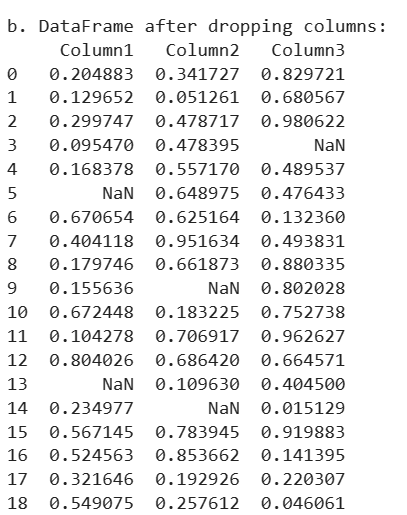 b. DataFrame after dropping columns:
Column1 Column2 Column3
0 0.204883 0.341727 0.829721
1 0.129652 0.051261 0.680567
2 0.299747 0.478717 0.980622
3 0.095470 0.478395 NaN
4 0.168378 0.557170 0.489537
5 NaN 0.648975 0.476433
6 0.670654 0.625164 0.132360
7 0.404118 0.951634 0.493831
8 0.179746 0.661873 0.880335
9 0.155636 NaN 0.802028
10 0.672448 0.183225 0.752738
11 0.104278 0.706917 0.962627
12 0.804026 0.686420 0.664571
13 NaN 0.109630 0.404500
14 0.234977 NaN 0.015129
15 0.567145 0.783945 0.919883
16 0.524563 0.853662 0.141395
17 0.321646 0.192926 0.220307
18 0.549075 0.257612 0.046061